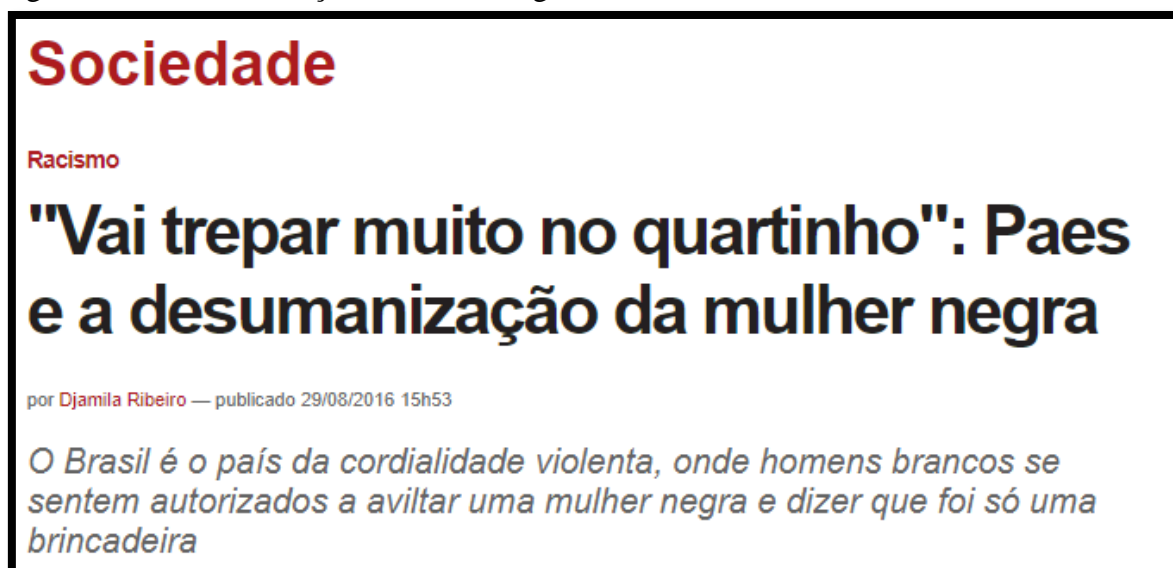 Sociedade
Racismo
"Vai trepar muito no quartinho": Paes
e a desumanização da mulher negra
por Djamila Ribeiro — publicado 29/08/2016 15h53
O Brasil é o país da cordialidade violenta, onde homens brancos se
sentem autorizados a aviltar uma mulher negra e dizer que foi só uma
brincadeira